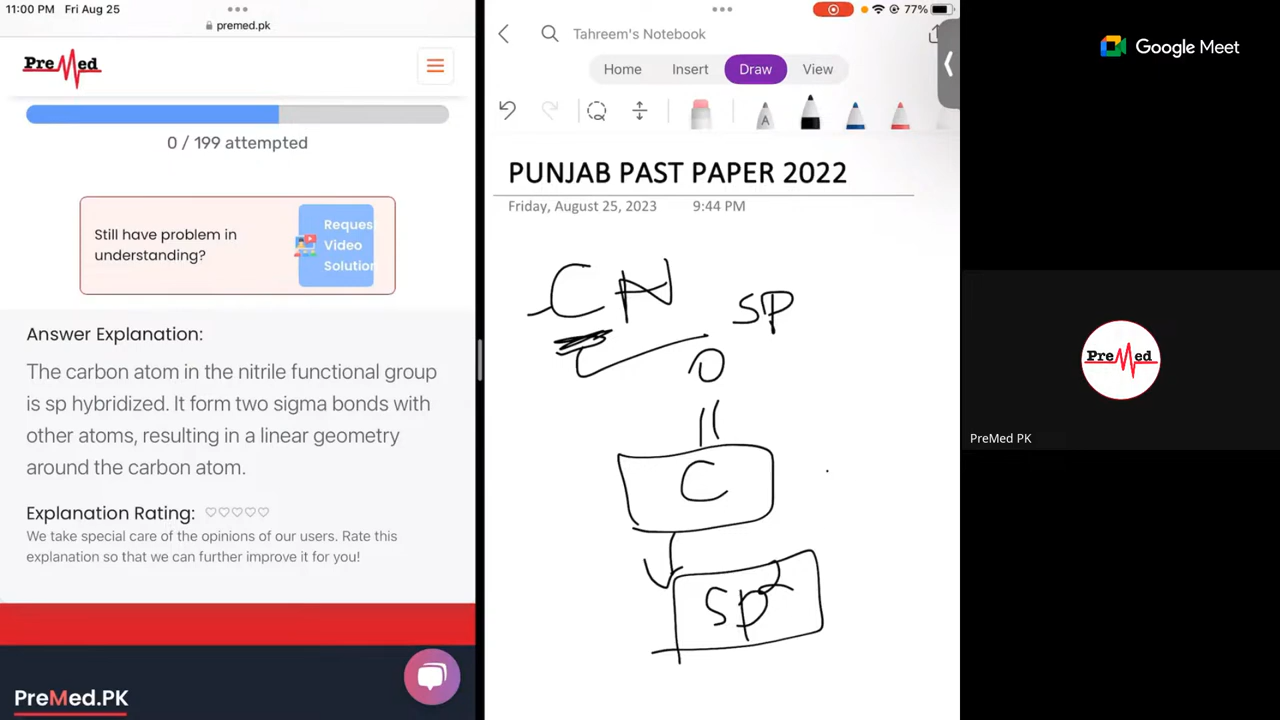 11:00 PM Fri Aug 25
premed.pk
PreMed
0 / 199 attempted
Still have problem in
understanding?
Reques
Video
Solution
Answer Explanation:
The carbon atom in the nitrile functional group
is sp hybridized. It form two sigma bonds with
other atoms, resulting in a linear geometry
around the carbon atom.
Explanation Rating:
We take special care of the opinions of our users. Rate this
explanation so that we can further improve it for you!
PreMed.PK
77%
Tahreem's Notebook
Home Insert Draw View
A
PUNJAB PAST PAPER 2022
Friday, August 25, 2023 9:44 PM
-CN
SP
O
C
SP2
Google Meet
PreMed
PreMed PK